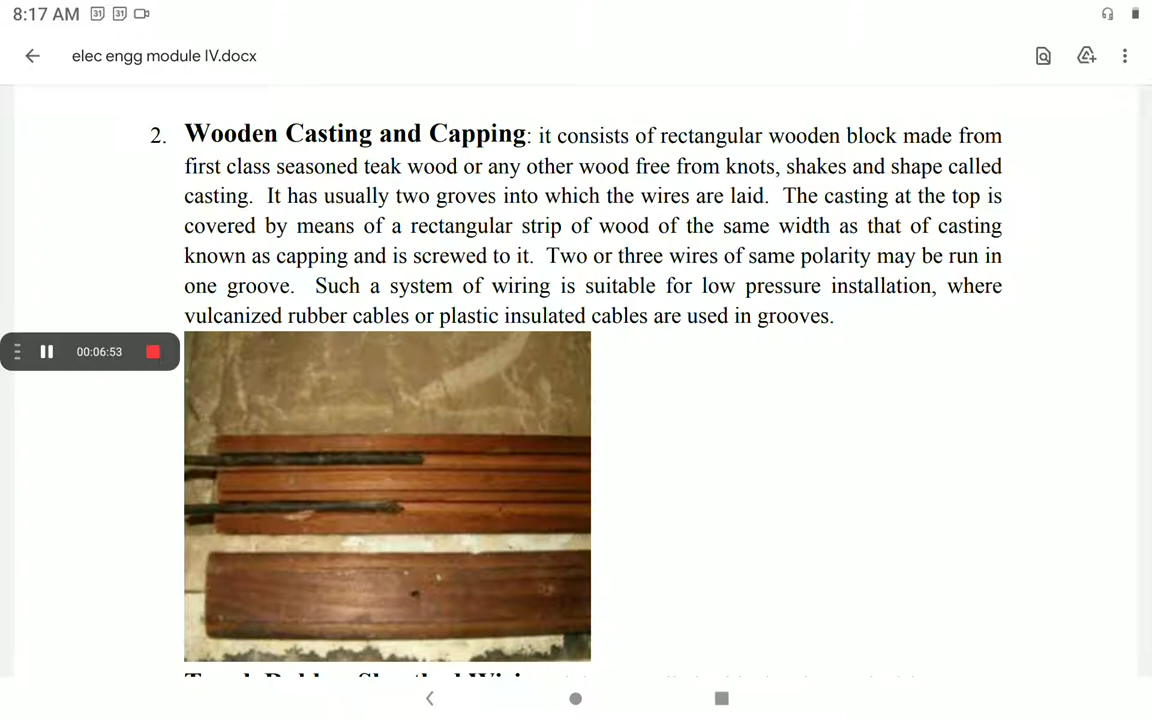 8:17 AM 31 31
elec engg module IV.docx
2. Wooden Casting and Capping: it consists of rectangular wooden block made from
first class seasoned teak wood or any other wood free from knots, shakes and shape called
casting. It has usually two groves into which the wires are laid. The casting at the top is
covered by means of a rectangular strip of wood of the same width as that of casting
known as capping and is screwed to it. Two or three wires of same polarity may be run in
one groove. Such a system of wiring is suitable for low pressure installation, where
vulcanized rubber cables or plastic insulated cables are used in grooves.
00:06:53